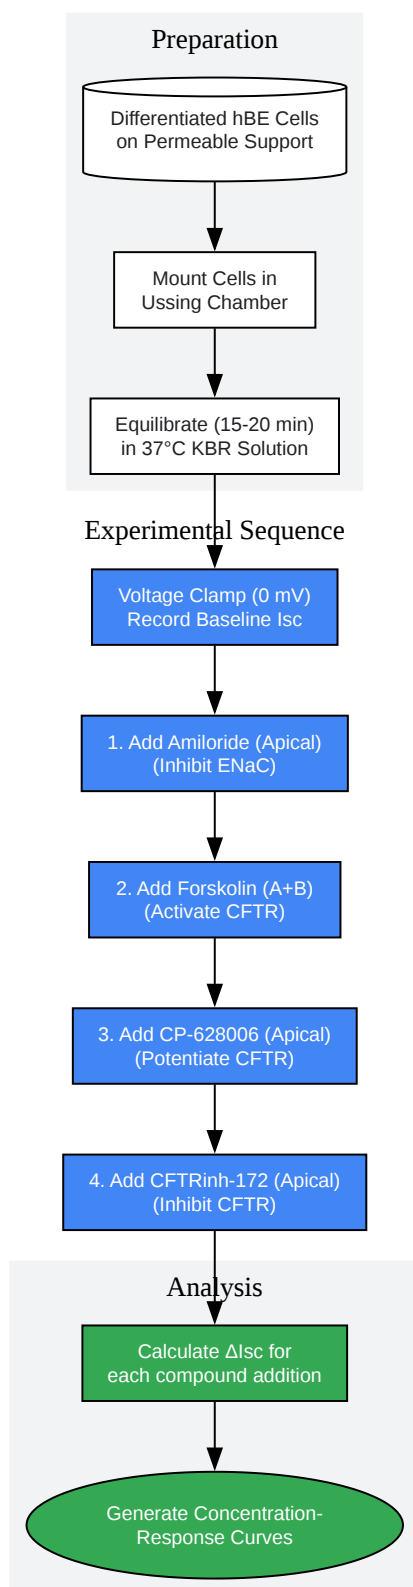 Preparation
Differentiated hBE Cells
on Permeable Support
Mount Cells in
Ussing Chamber
Equilibrate (15-20 min)
in 37°C KBR Solution
Experimental Sequence
Voltage Clamp (0 mV)
Record Baseline Isc
1. Add Amiloride (Apical)
(Inhibit ENaC)
2. Add Forskolin (A+B)
(Activate CFTR)
3. Add CP-628006 (Apical)
(Potentiate CFTR)
4. Add CFTRinh-172 (Apical)
(Inhibit CFTR)
Analysis
Calculate ΔIsc for
each compound addition
Generate Concentration-
Response Curves